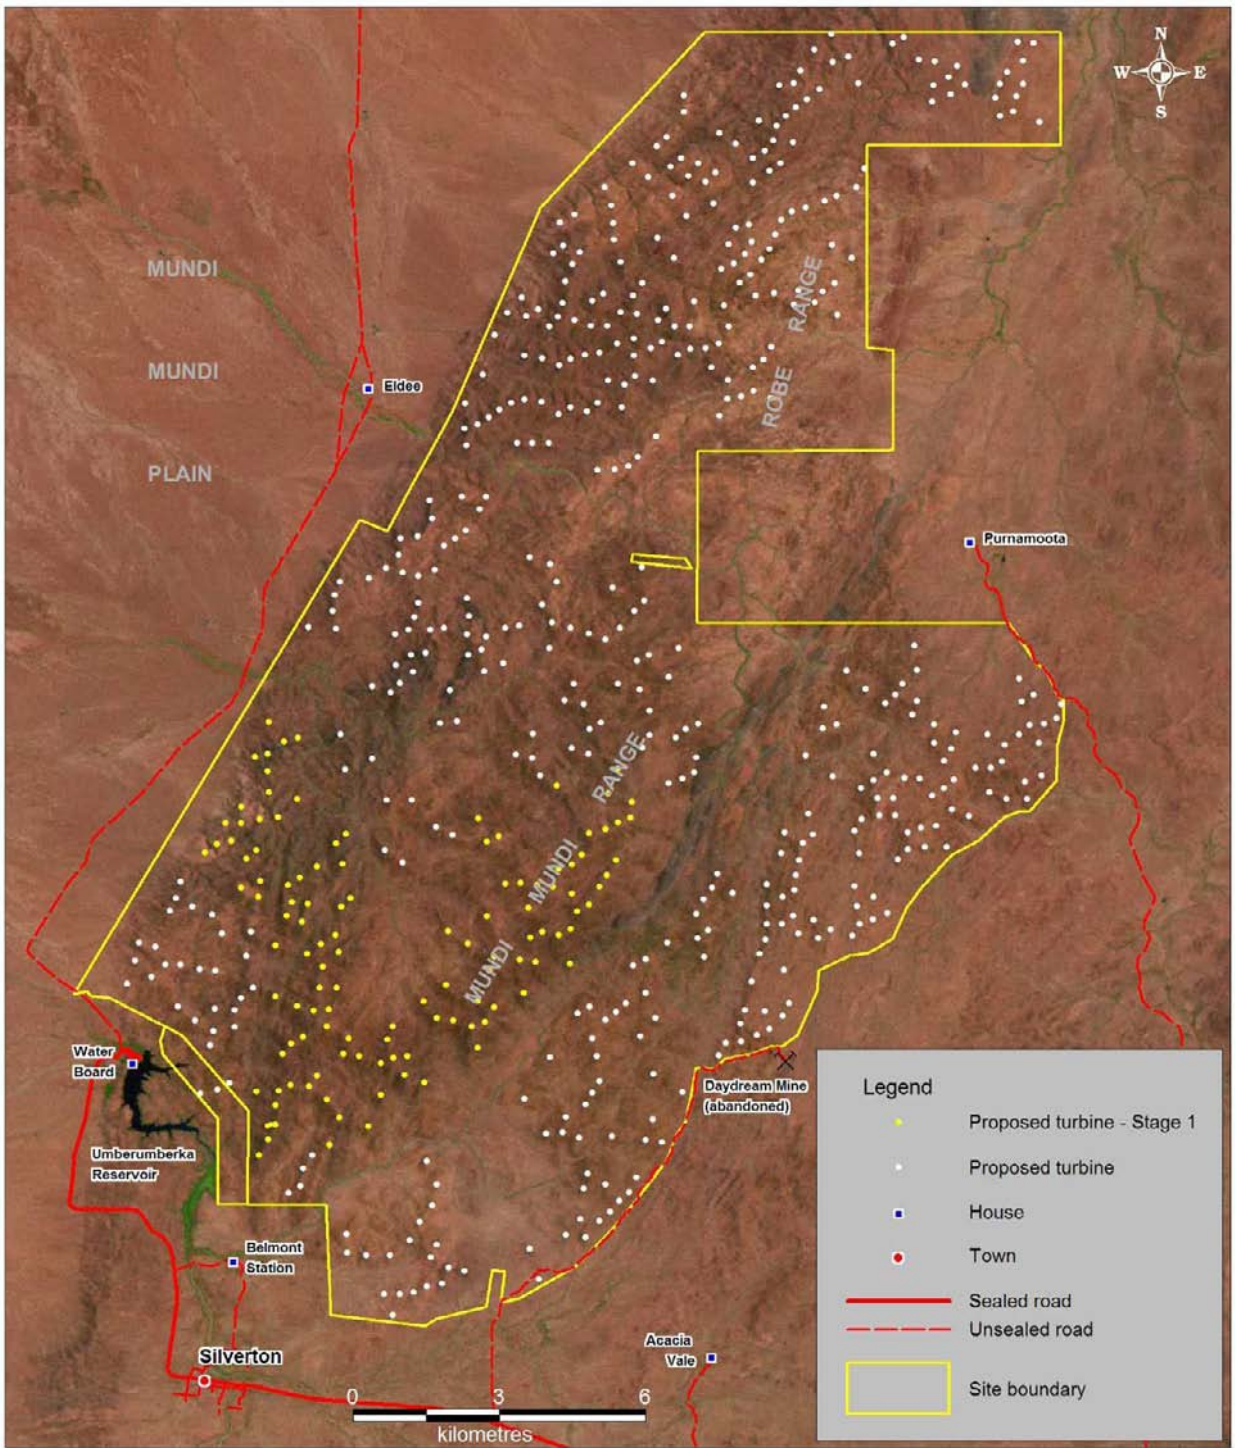 N
W E
S
MUNDI
MUNDI
PLAIN
Eldee
ROBE RANGE
Purnamoota
MUNDI MUNDI RANGE
Water
Board
Umberumberka
Reservoir
Daydream Mine
(abandoned)
Belmont
Station
Silverton
Acacia
Vale
0 3 6
kilometres
Legend
Proposed turbine - Stage 1
Proposed turbine
House
Town
Sealed road
Unsealed road
Site boundary